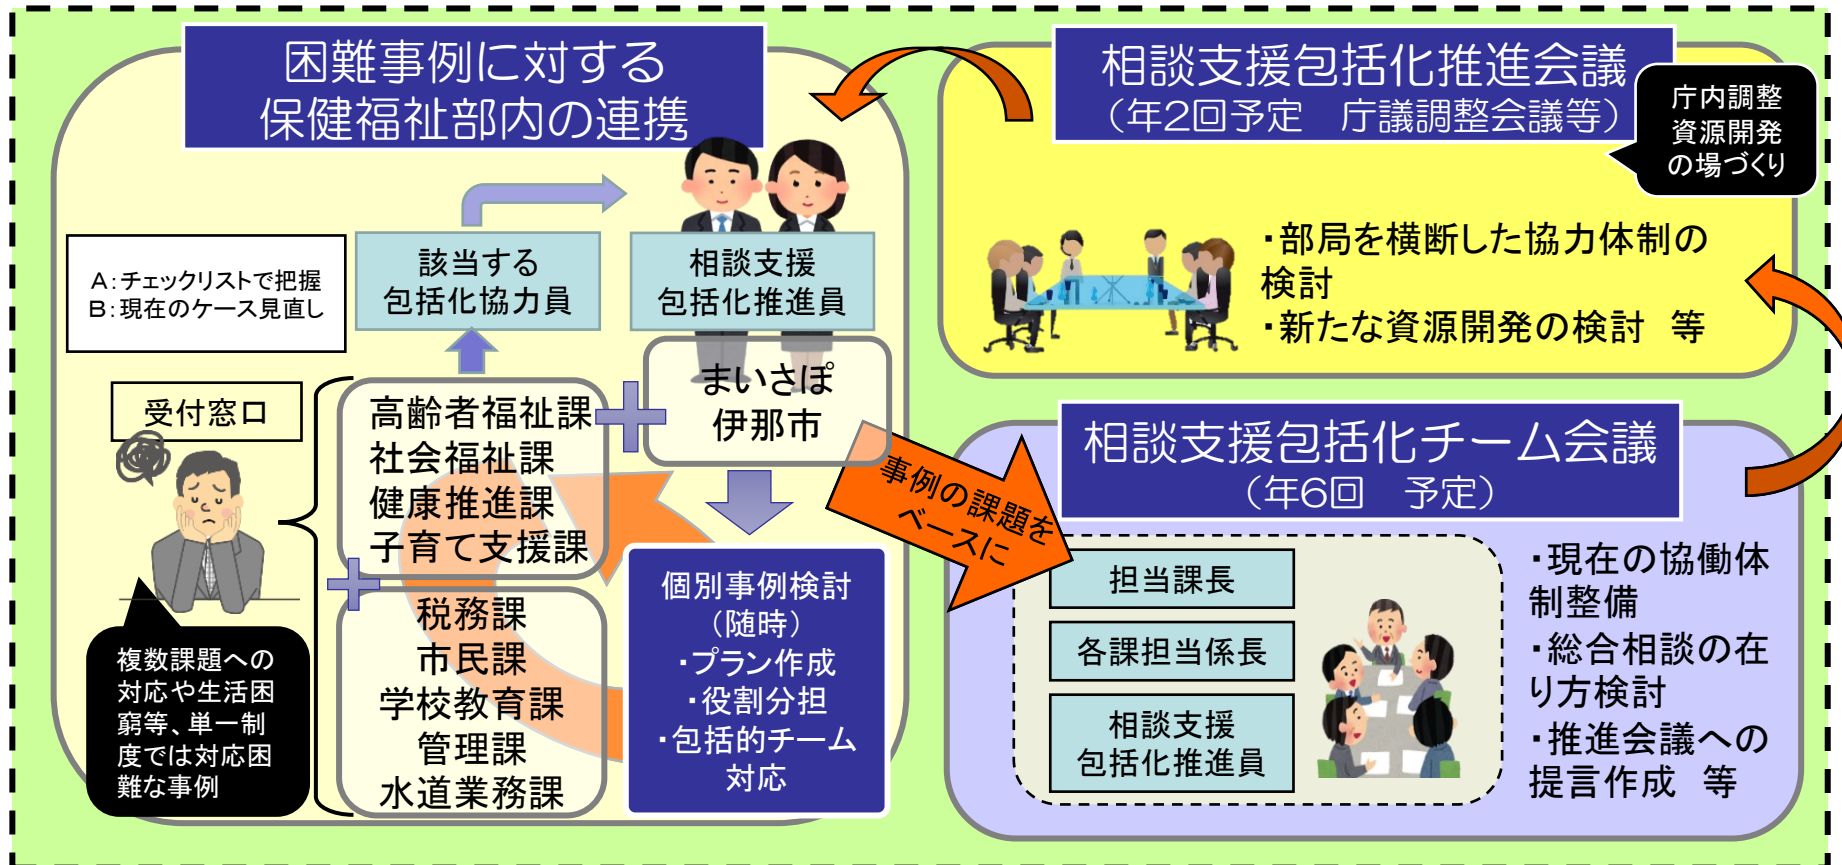 困難事例に対する
保健福祉部内の連携
A：チェックリストで把握
B：現在のケース見直し
該当する
包括化協力員
相談支援
包括化推進員
受付窓口
高齢者福祉課
社会福祉課
健康推進課
子育て支援課
まいさぽ
伊那市
税務課
市民課
学校教育課
管理課
水道業務課
複数課題への
対応や生活困
窮等、単一制
度では対応困
難な事例
個別事例検討
（随時）
・プラン作成
・役割分担
・包括的チーム
対応
事例の課題を
ベースに
相談支援包括化推進会議
（年2回予定　庁議調整会議等）
庁内調整
資源開発
の場づくり
・部局を横断した協力体制の
検討
・新たな資源開発の検討　等
相談支援包括化チーム会議
（年6回　予定）
担当課長
各課担当係長
相談支援
包括化推進員
・現在の協働体
制整備
・総合相談の在
り方検討
・推進会議への
提言作成　等